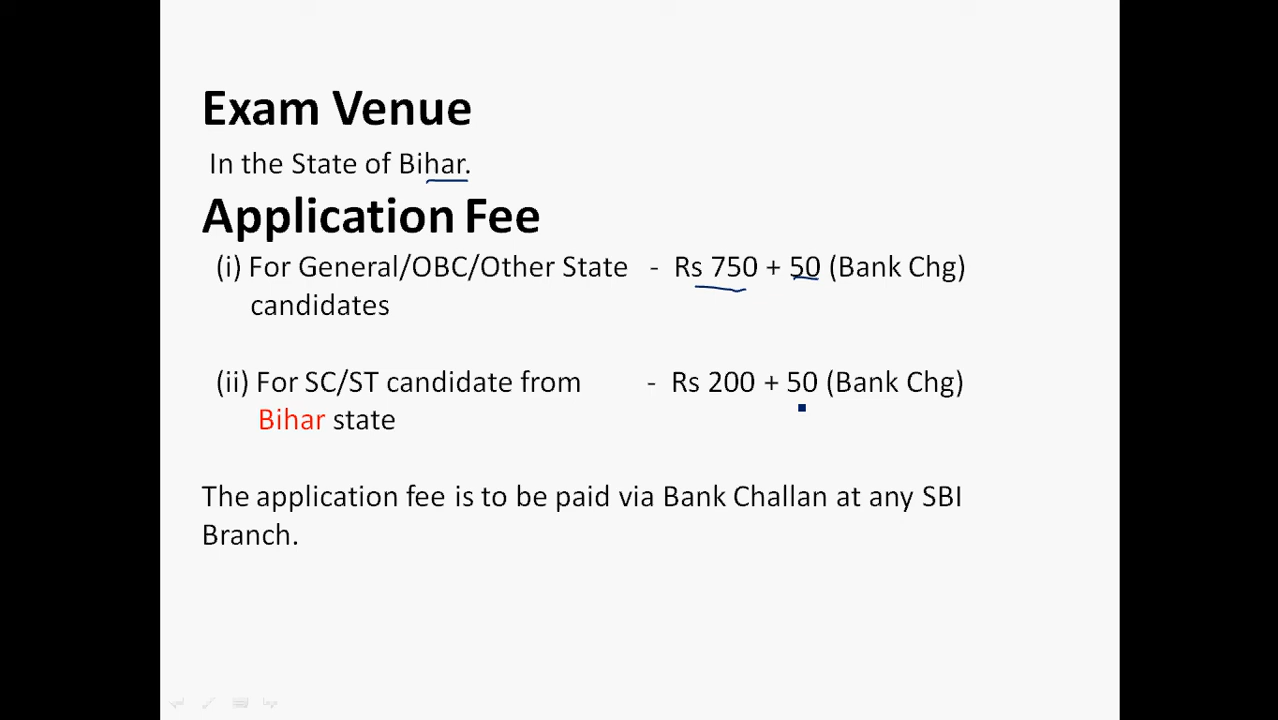 Exam Venue
In the State of Bihar.
Application Fee
(i) For General/OBC/Other State - Rs 750 + 50 (Bank Chg)
candidates
(ii) For SC/ST candidate from - Rs 200 + 50 (Bank Chg)
Bihar state
The application fee is to be paid via Bank Challan at any SBI
Branch.